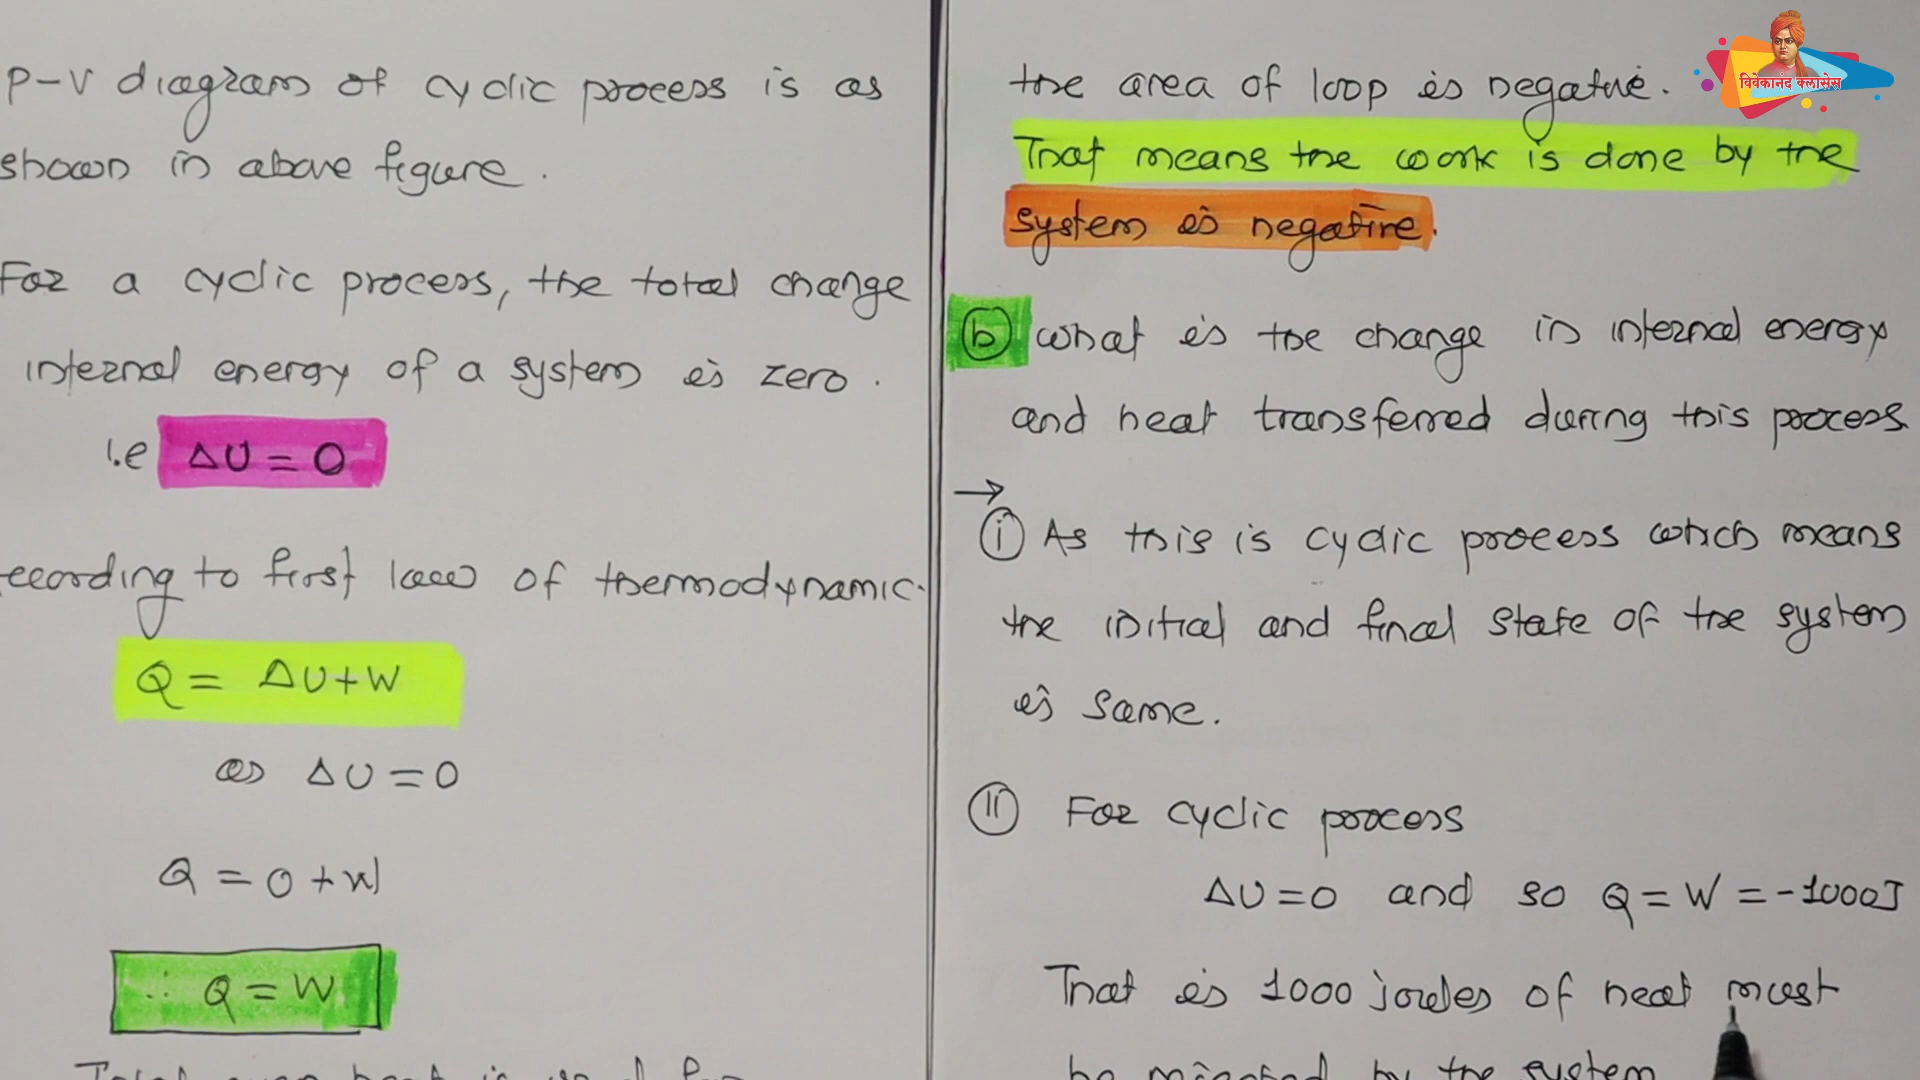 P-V diagram of cyclic process is as
shown in above figure.
For a cyclic process, the total change
internal energy of a system is zero.
i.e ΔU = 0
ccording to first law of thermodynamic.
Q = ΔU+W
as ΔU = 0
Q = 0 + W
∴ Q = W
the area of loop is negative.
That means the work is done by the
system is negative.
b What is the change in internal energy
and heat transferred during this process
→
i As this is cyclic process which means
the initial and final state of the system
is same.
ii For cyclic process
ΔU = 0 and so Q = W = -1000J
That is 1000 joules of heat must
by the system
विवेकानंद क्लासेस